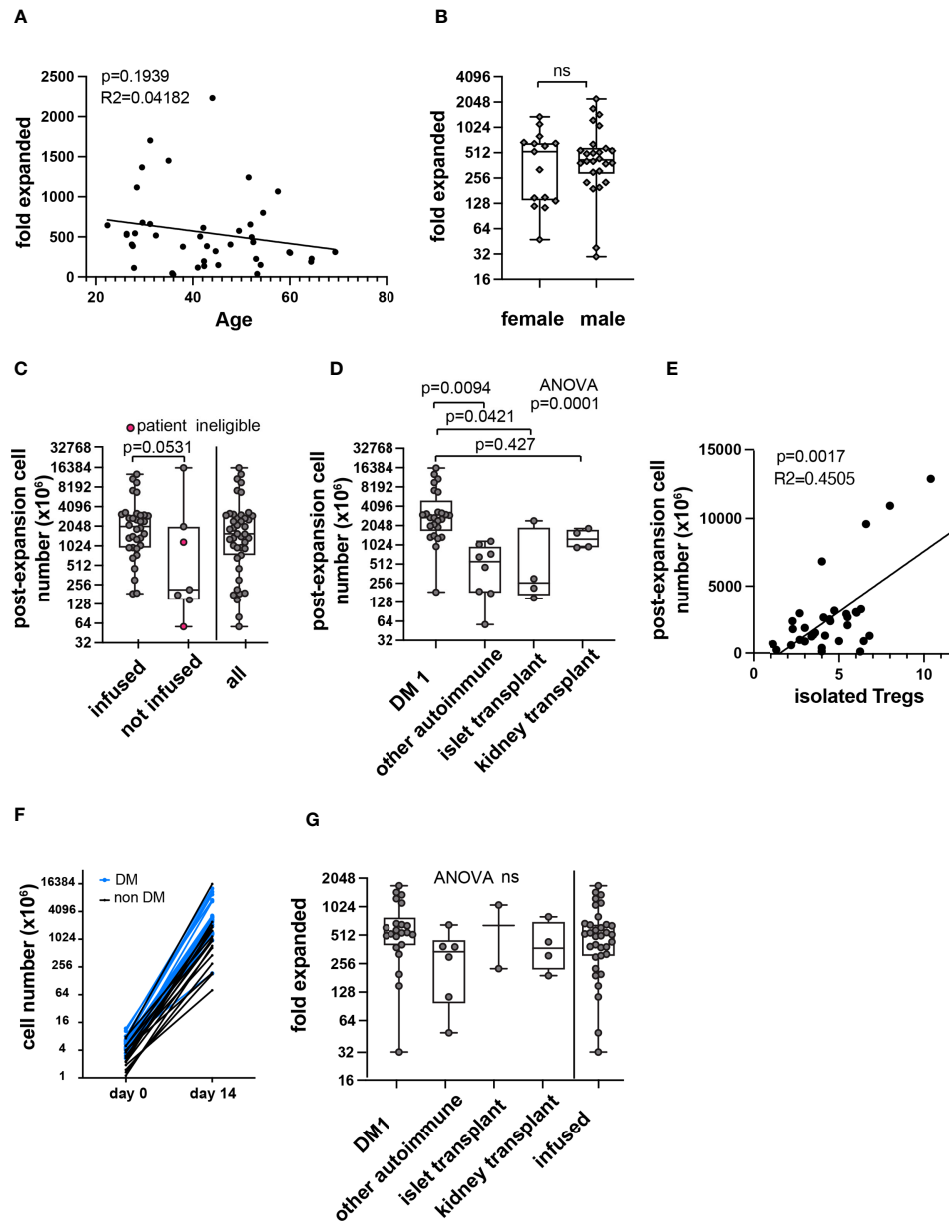 A
p=0.1939
R2=0.04182
fold expanded
2500
2000
1500
1000
500
0
20 40 60 80
Age
B
ns
fold expanded
4096
2048
1024
512
256
128
64
32
16
female male
C
patient ineligible
p=0.0531
post-expansion cell
number (x10⁶)
32768
16384
8192
4096
2048
1024
512
256
128
64
32
infused
not infused
all
D
p=0.0094
ANOVA
p=0.0001
p=0.0421
p=0.427
post-expansion cell
number (x10⁶)
32768
16384
8192
4096
2048
1024
512
256
128
64
32
DM 1
other autoimmune
islet transplant
kidney transplant
E
p=0.0017
R2=0.4505
post-expansion cell
number (x10⁶)
15000
10000
5000
0
0 5 10
isolated Tregs
F
DM
non DM
cell number (x10⁶)
16384
4096
1024
256
64
16
4
1
day 0 day 14
G
ANOVA ns
fold expanded
2048
1024
512
256
128
64
32
16
DM1
other autoimmune
islet transplant
kidney transplant
infused